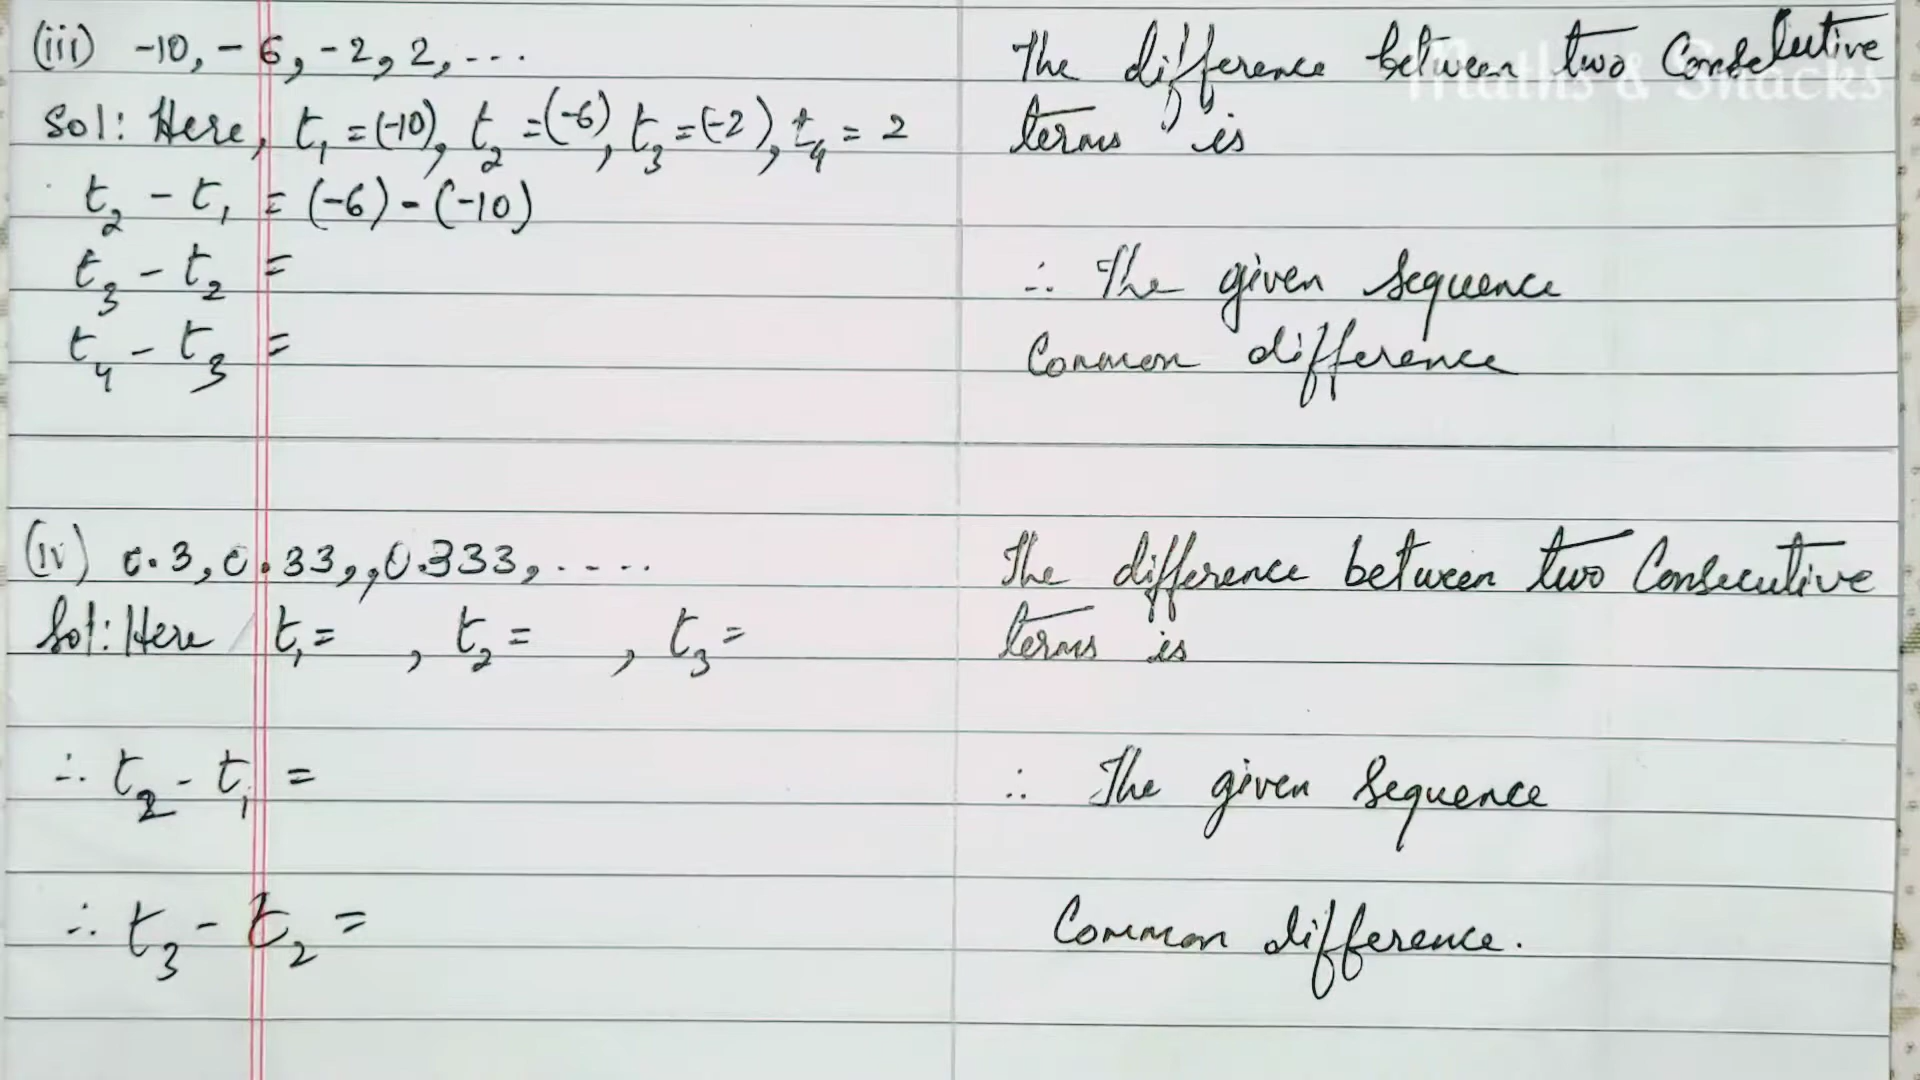 (iii) -10, -6, -2, 2, ...
Sol: Here, t₁ = (-10), t₂ = (-6), t₃ = (-2), t₄ = 2
t₂ - t₁ = (-6) - (-10)
t₃ - t₂ =
t₄ - t₃ =
The difference between two Consecutive
terms is
∴ The given sequence
Common difference
Maths & Snacks
(iv) 0.3, 0.33,, 0.333, ....
Sol: Here t₁ = , t₂ = , t₃ =
∴ t₂ - t₁ =
∴ t₃ - t₂ =
The difference between two Consecutive
terms is
∴ The given Sequence
Common difference.